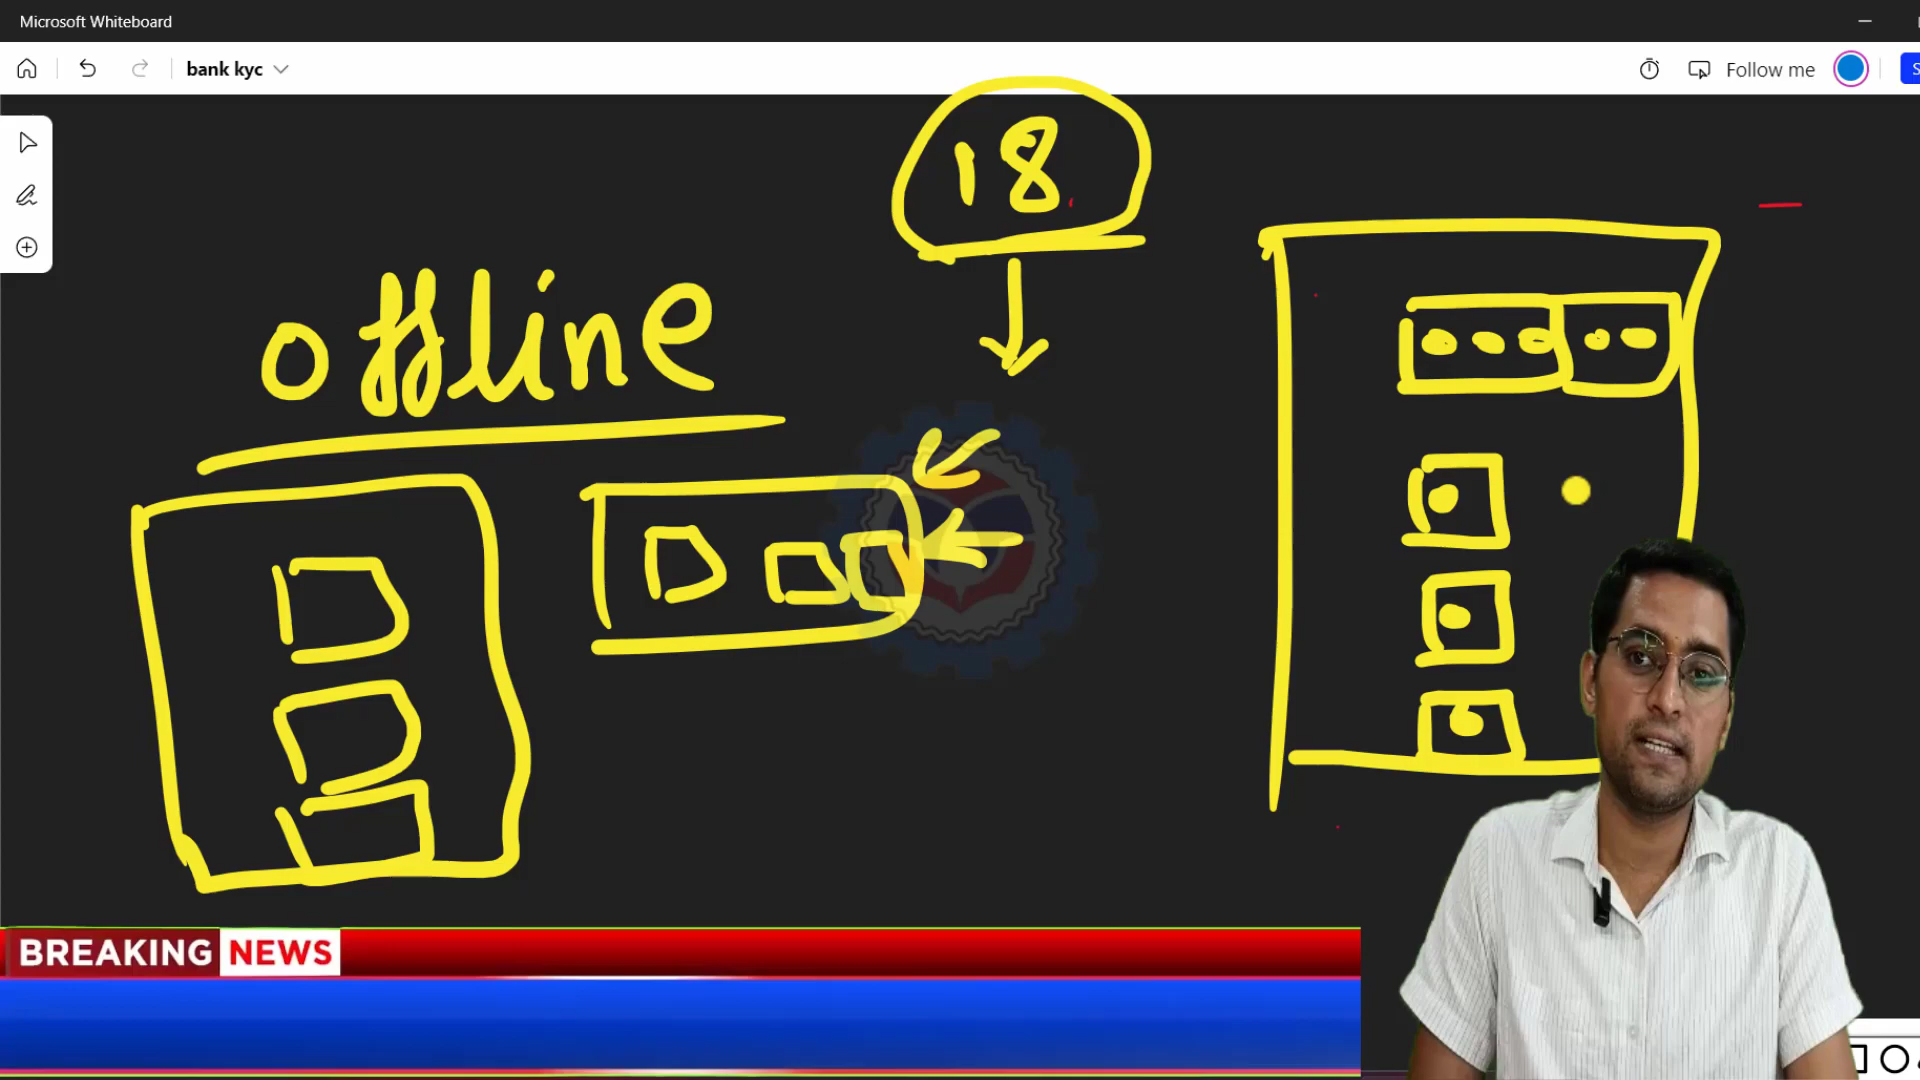 Microsoft Whiteboard
bank kyc
Follow me
18
offline
BREAKING NEWS